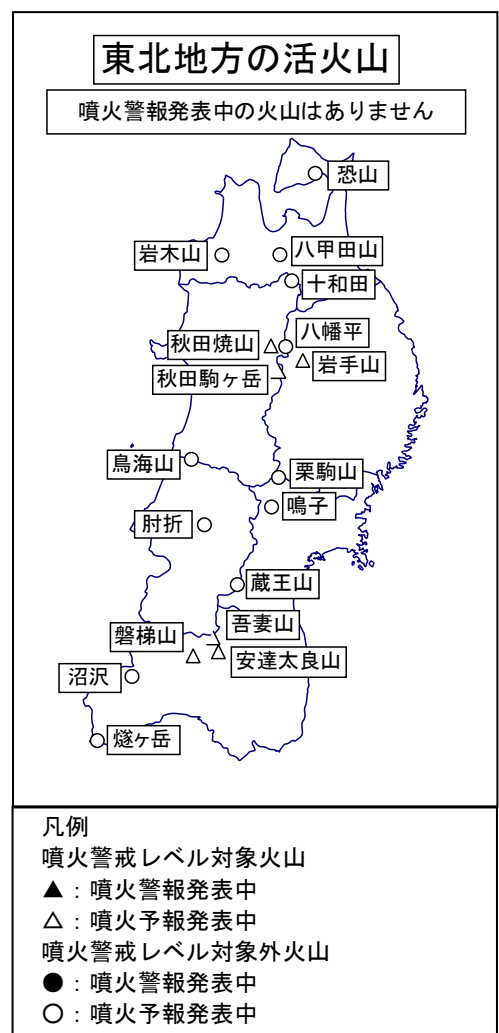 東北地方の活火山
噴火警報発表中の火山はありません
恐山
岩木山
八甲田山
十和田
秋田焼山
八幡平
岩手山
秋田駒ヶ岳
鳥海山
栗駒山
鳴子
肘折
蔵王山
吾妻山
磐梯山
安達太良山
沼沢
燧ヶ岳
凡例
噴火警戒レベル対象火山
▲：噴火警報発表中
△：噴火予報発表中
噴火警戒レベル対象外火山
●：噴火警報発表中
○：噴火予報発表中